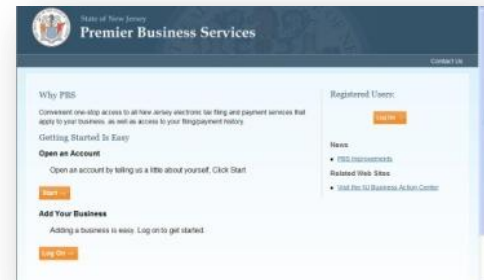 State of New Jersey
Premier Business Services
Contact Us
Why PBS
Convenient one-stop access to all New Jersey electronic tax filing and payment services that
apply to your business, as well as access to your filing/payment history.
Getting Started Is Easy
Open an Account
Open an account by telling us a little about yourself, Click Start
Start
Add Your Business
Adding a business is easy. Log on to get started.
Log On
Registered Users:
Log On
News
PBS Improvements
Related Web Sites
Visit the NJ Business Action Center